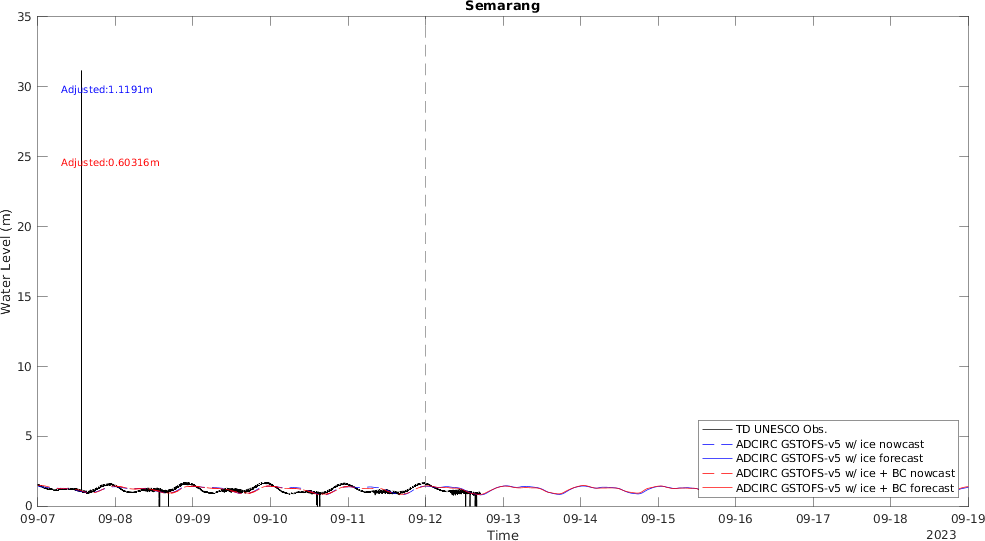 Semarang
35
30
25
20
15
10
5
0
Water Level (m)
Adjusted:1.1191m
Adjusted:0.60316m
TD UNESCO Obs.
ADCIRC GSTOFS-v5 w/ ice nowcast
ADCIRC GSTOFS-v5 w/ ice forecast
ADCIRC GSTOFS-v5 w/ ice + BC nowcast
ADCIRC GSTOFS-v5 w/ ice + BC forecast
09-07 09-08 09-09 09-10 09-11 09-12 09-13 09-14 09-15 09-16 09-17 09-18 09-19
Time
2023